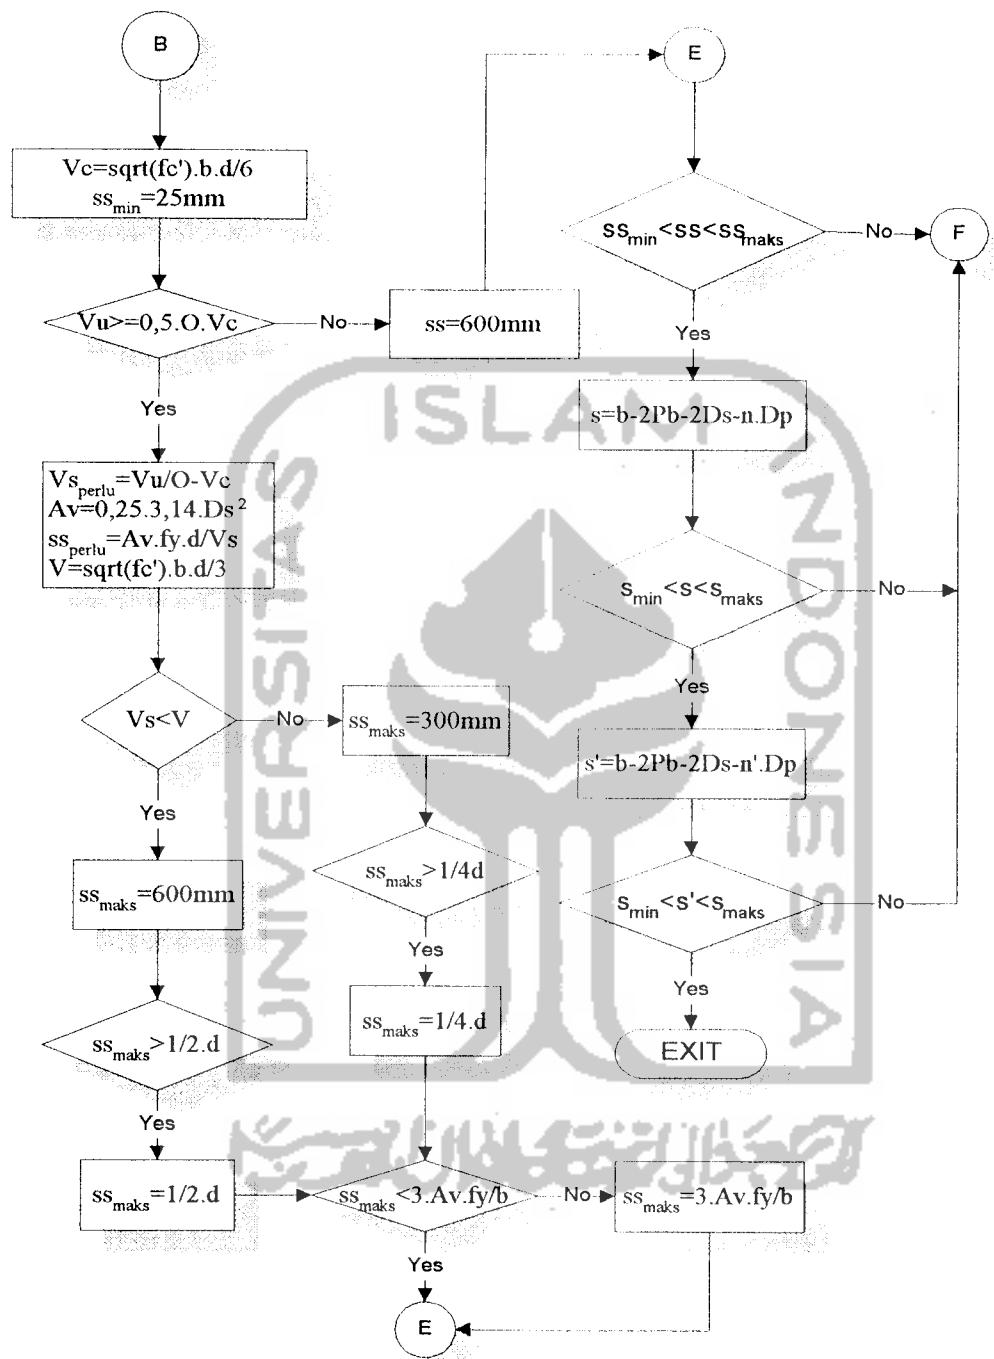 B
Vc=sqrt(fc').b.d/6
ss_min=25mm
Vu>=0,5.O.Vc
No
ss=600mm
Yes
Vs_perlu=Vu/O-Vc
Av=0,25.3,14.Ds²
ss_perlu=Av.fy.d/Vs
V=sqrt(fc').b.d/3
Vs<V
No
ss_maks=300mm
Yes
ss_maks=600mm
ss_maks>1/4d
Yes
ss_maks=1/4.d
ss_maks>1/2.d
Yes
ss_maks=1/2.d
ss_maks<3.Av.fy/b
No
ss_maks=3.Av.fy/b
Yes
E
E
ss_min<ss<ss_maks
No
F
Yes
s=b-2Pb-2Ds-n.Dp
s_min<s<s_maks
No
Yes
s'=b-2Pb-2Ds-n'.Dp
s_min<s'<s_maks
No
Yes
EXIT
UNIVERSITAS
ISLAM
INDONESIA